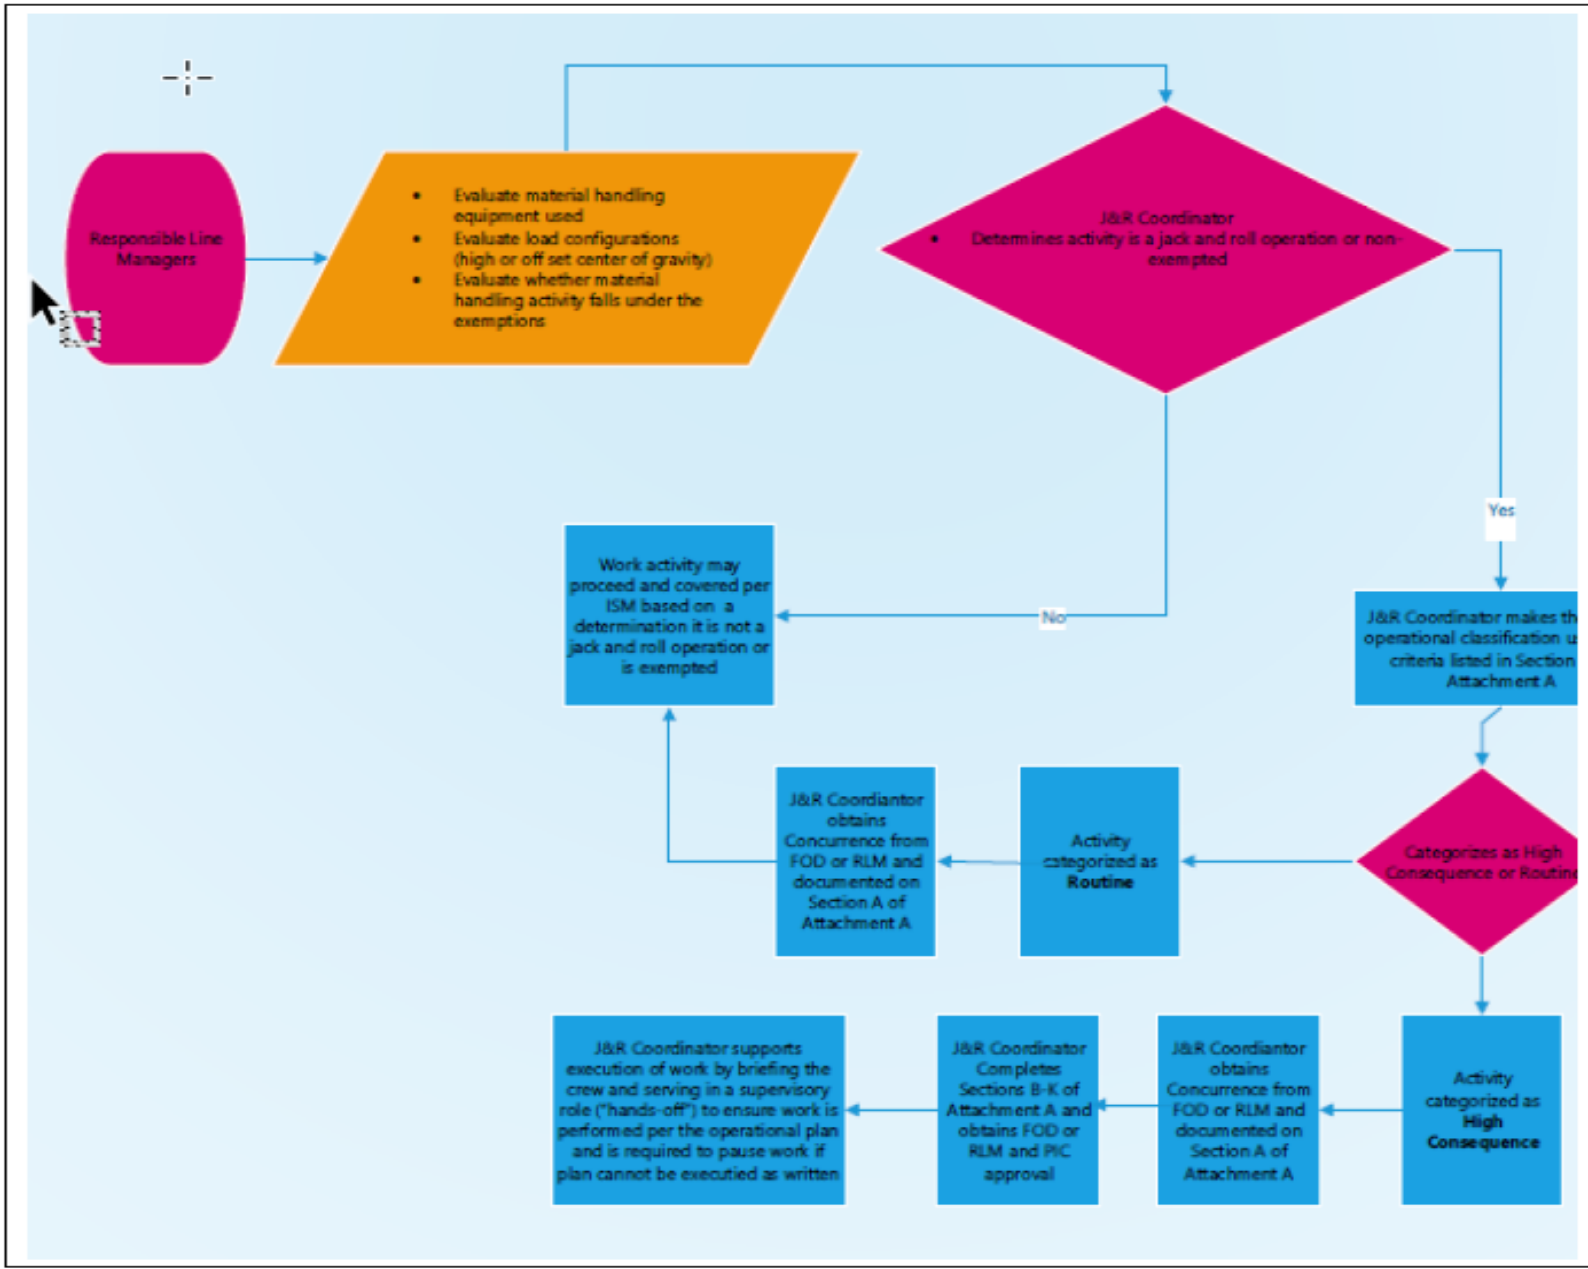 Responsible Line
Managers
• Evaluate material handling
equipment used
• Evaluate load configurations
(high or off set center of gravity)
• Evaluate whether material
handling activity falls under the
exemptions
J&R Coordinator
• Determines activity is a jack and roll operation or non-
exempted
Yes
No
Work activity may
proceed and covered per
ISM based on a
determination it is not a
jack and roll operation or
is exempted
J&R Coordinator makes th
operational classification u
criteria listed in Section
Attachment A
Categorizes as High
Consequence or Routine
Activity
categorized as
Routine
J&R Coordiantor
obtains
Concurrence from
FOD or RLM and
documented on
Section A of
Attachment A
Activity
categorized as
High
Consequence
J&R Coordiantor
obtains
Concurrence from
FOD or RLM and
documented on
Section A of
Attachment A
J&R Coordinator
Completes
Sections B-K of
Attachment A and
obtains FOD or
RLM and PIC
approval
J&R Coordinator supports
execution of work by briefing the
crew and serving in a supervisory
role ("hands-off") to ensure work is
performed per the operational plan
and is required to pause work if
plan cannot be executied as written